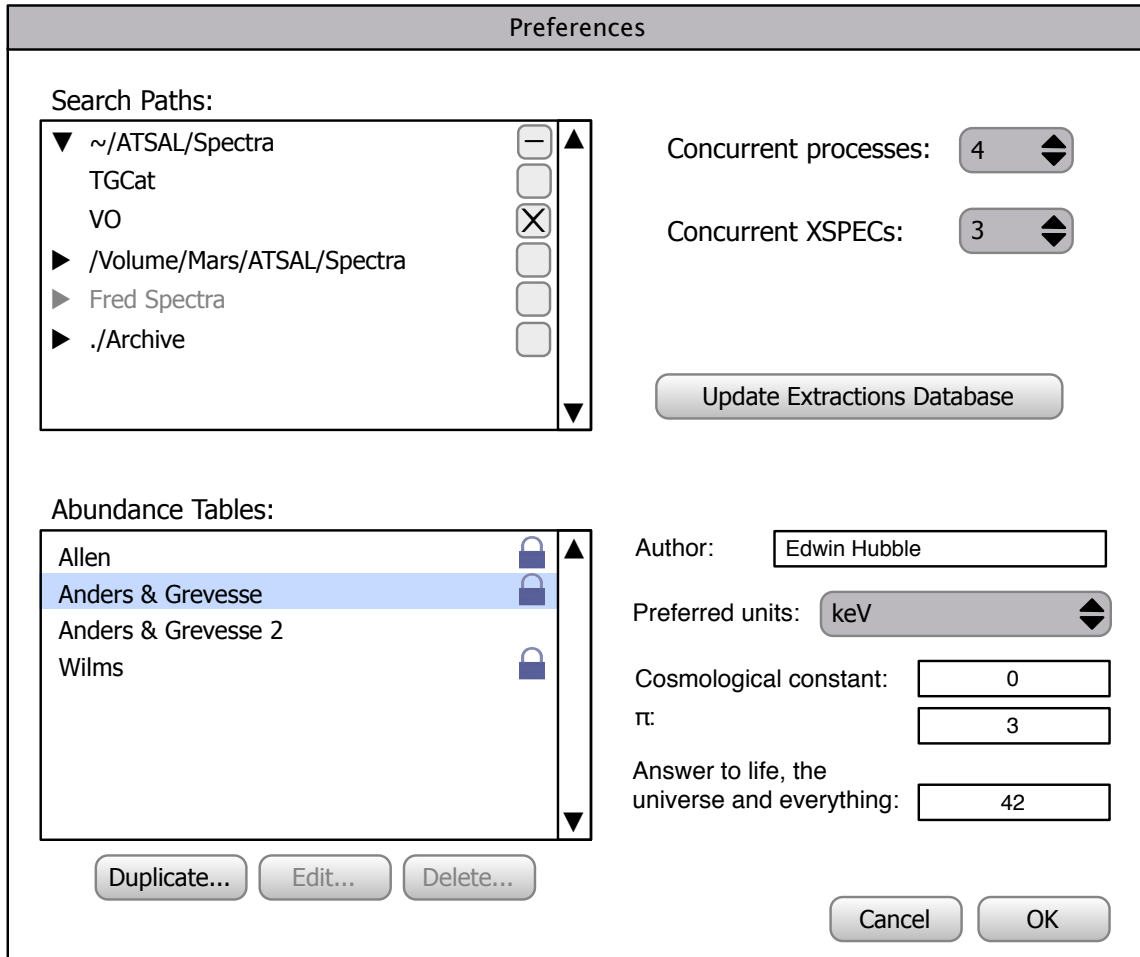 Preferences
Search Paths:
~/ATSAL/Spectra
TGCat
VO
/Volume/Mars/ATSAL/Spectra
Fred Spectra
./Archive
Concurrent processes: 4
Concurrent XSPECs: 3
Update Extractions Database
Abundance Tables:
Allen
Anders & Grevesse
Anders & Grevesse 2
Wilms
Duplicate...
Edit...
Delete...
Author: Edwin Hubble
Preferred units: keV
Cosmological constant: 0
π: 3
Answer to life, the
universe and everything: 42
Cancel
OK